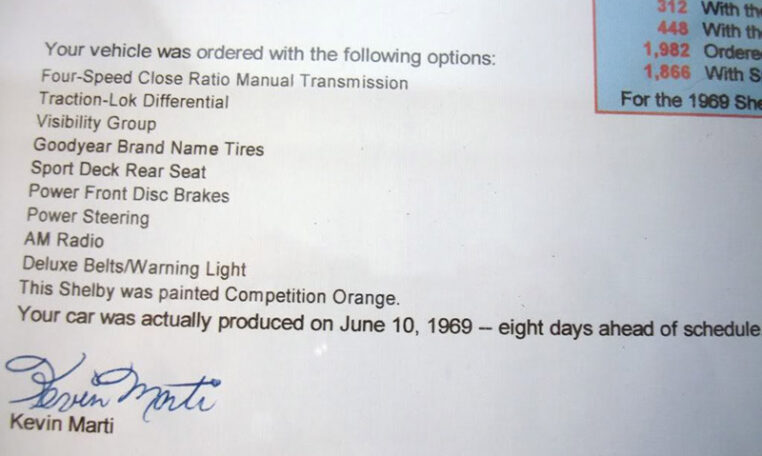 312 With
448 With
1,982
1,866 With
For the 1969
Your vehicle was ordered with the following options:
Four-Speed Close Ratio Manual Transmission
Traction-Lok Differential
Visibility Group
Goodyear Brand Name Tires
Sport Deck Rear Seat
Power Front Disc Brakes
Power Steering
AM Radio
Deluxe Belts/Warning Light
This Shelby was painted Competition Orange.
Your car was actually produced on June 10, 1969 -- eight days ahead of schedule
Kevin Marti
Kevin Marti